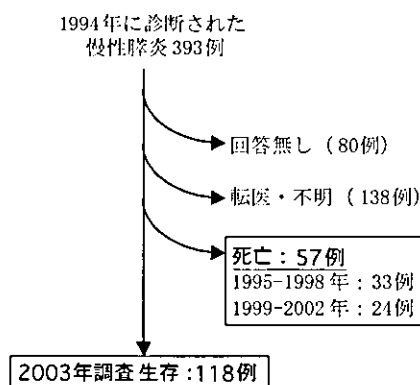 1994年に診断された
慢性膵炎393例
回答無し（80例）
転医・不明（138例）
死亡：57例
1995-1998年：33例
1999-2002年：24例
2003年調査生存：118例